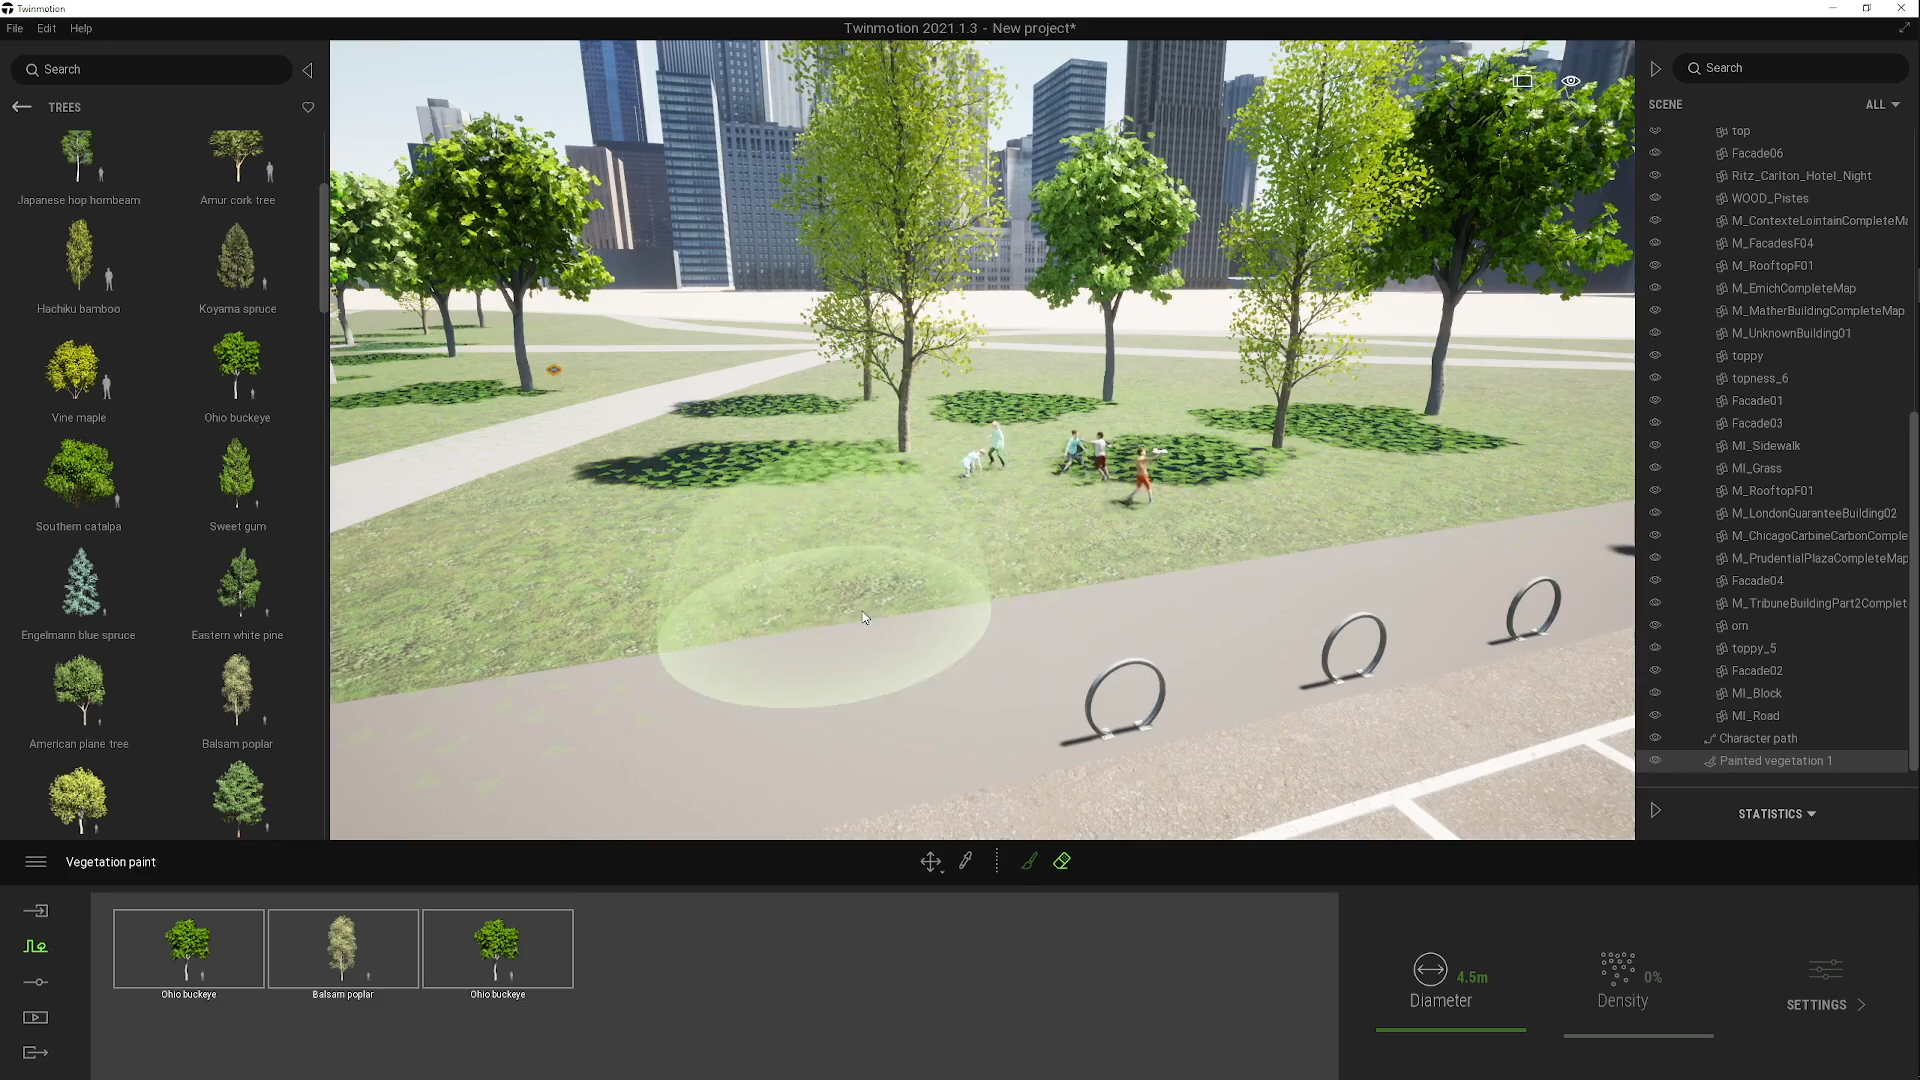 Twinmotion
File Edit Help
Twinmotion 2021.1.3 - New project*
Search
TREES
Japanese hop hornbeam
Amur cork tree
Hachiku bamboo
Koyama spruce
Vine maple
Ohio buckeye
Southern catalpa
Sweet gum
Engelmann blue spruce
Eastern white pine
American plane tree
Balsam poplar
Search
SCENE
ALL
top
Facade06
Ritz_Carlton_Hotel_Night
WOOD_Pistes
M_ContexteLointainCompleteMa
M_FacadesF04
M_RooftopF01
M_EmichCompleteMap
M_MatherBuildingCompleteMap
M_UnknownBuilding01
toppy
topness_6
Facade01
Facade03
MI_Sidewalk
MI_Grass
M_RooftopF01
M_LondonGuaranteeBuilding02
M_ChicagoCarbineCarbonComple
M_PrudentialPlazaCompleteMap
Facade04
M_TribuneBuildingPart2Complet
orn
toppy_5
Facade02
MI_Block
MI_Road
Character path
Painted vegetation 1
STATISTICS
Vegetation paint
Ohio buckeye
Balsam poplar
Ohio buckeye
4.5m
Diameter
0%
Density
SETTINGS